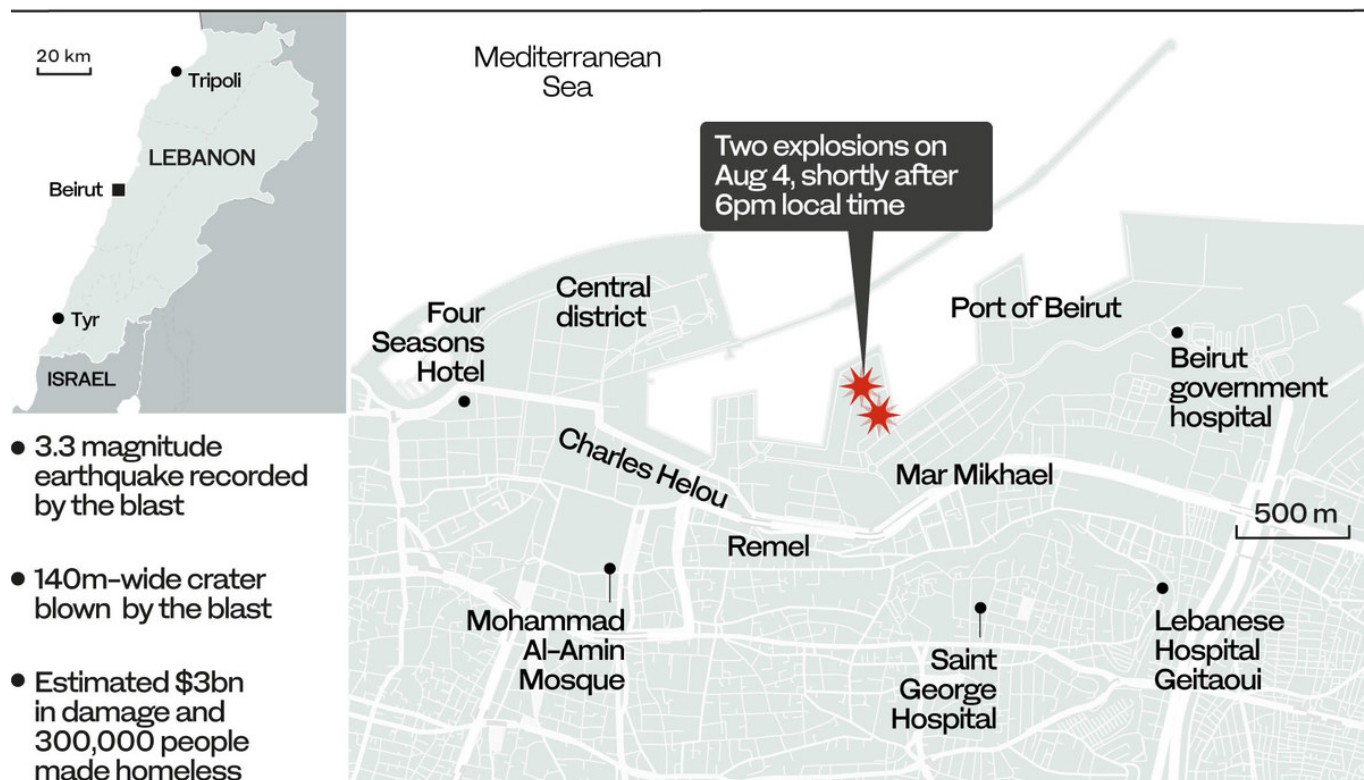 20 km
Tripoli
LEBANON
Beirut
Tyr
ISRAEL
● 3.3 magnitude
earthquake recorded
by the blast
● 140m-wide crater
blown by the blast
● Estimated $3bn
in damage and
300,000 people
made homeless
Mediterranean
Sea
Two explosions on
Aug 4, shortly after
6pm local time
Central
district
Four
Seasons
Hotel
Port of Beirut
Beirut
government
hospital
Charles Helou
Mar Mikhael
500 m
Remel
Mohammad
Al-Amin
Mosque
Saint
George
Hospital
Lebanese
Hospital
Geitaoui